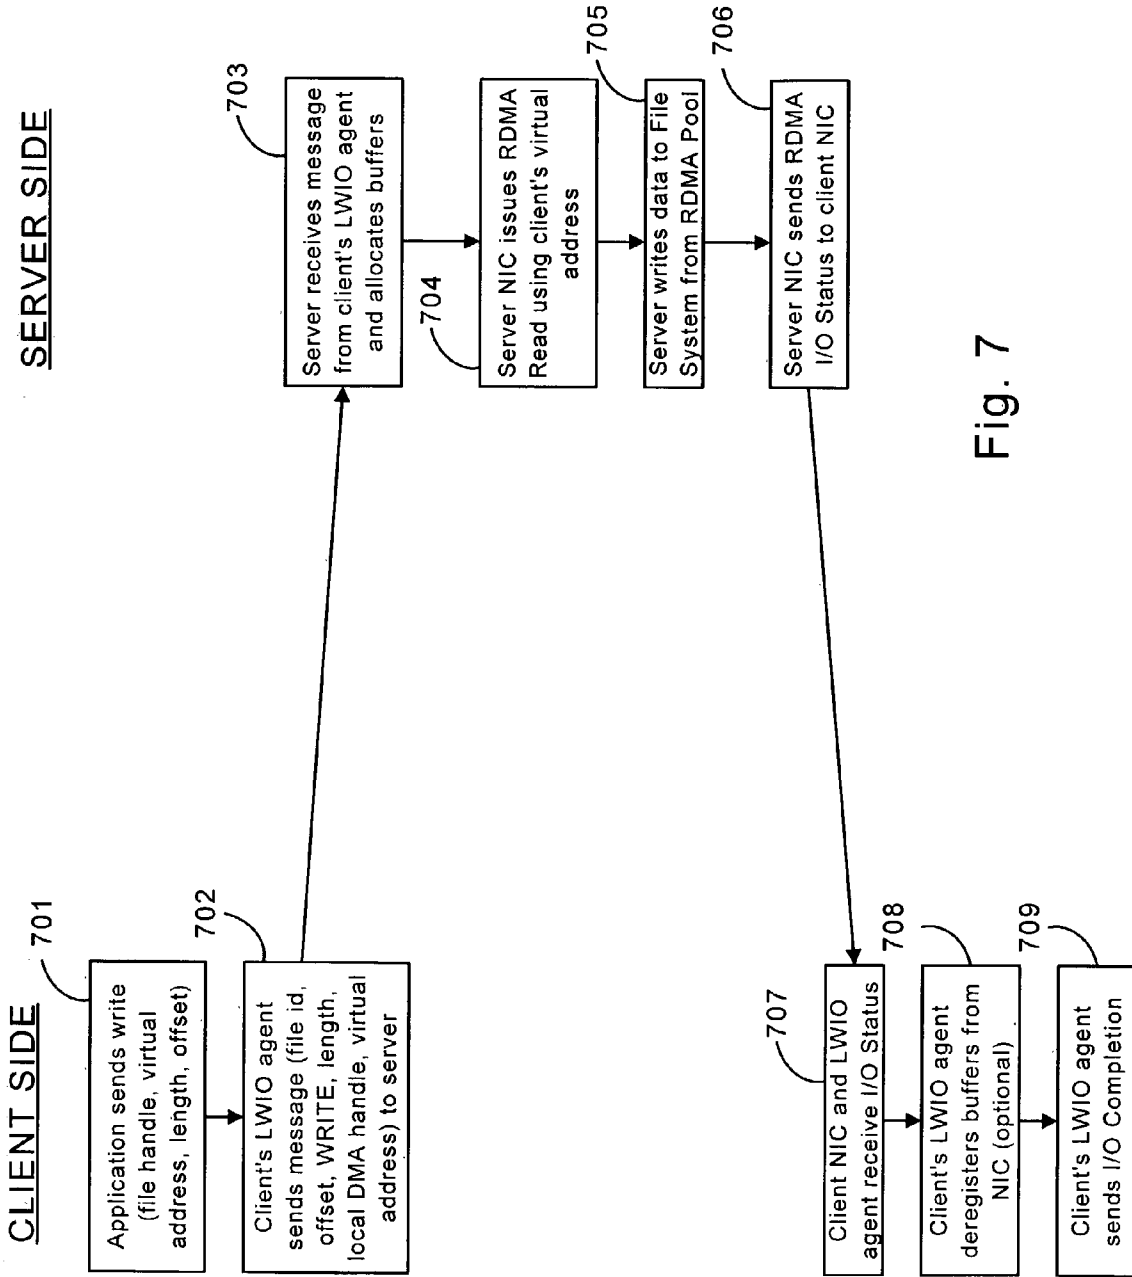 CLIENT SIDE
SERVER SIDE
701
Application sends write
(file handle, virtual
address, length, offset)
702
Client's LWIO agent
sends message (file id,
offset, WRITE, length,
local DMA handle, virtual
address) to server
703
Server receives message
from client's LWIO agent
and allocates buffers
704
Server NIC issues RDMA
Read using client's virtual
address
705
Server writes data to File
System from RDMA Pool
706
Server NIC sends RDMA
I/O Status to client NIC
707
Client NIC and LWIO
agent receive I/O Status
708
Client's LWIO agent
deregisters buffers from
NIC (optional)
709
Client's LWIO agent
sends I/O Completion
Fig. 7